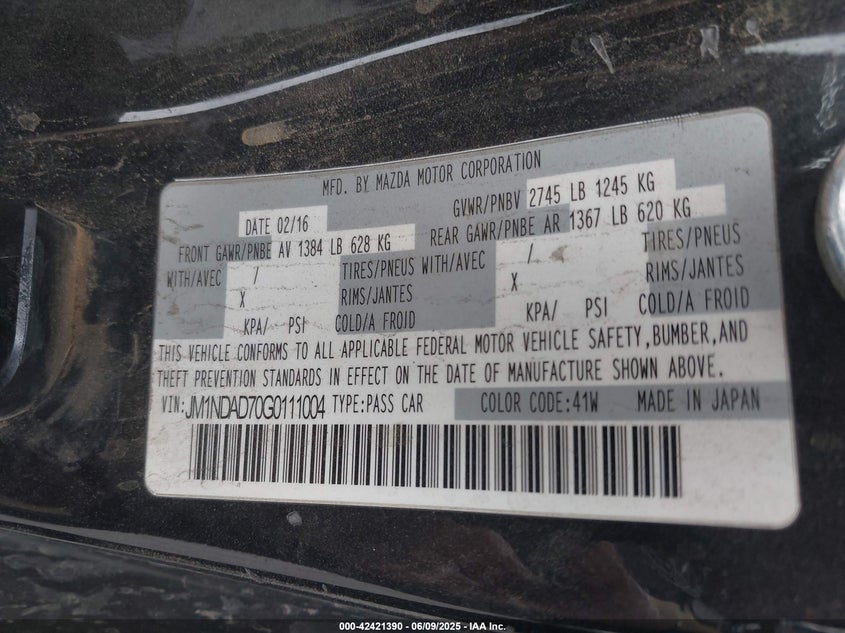 MFD. BY MAZDA MOTOR CORPORATION
DATE 02/16 GVWR/PNBV 2745 LB 1245 KG
FRONT GAWR/PNBE AV 1384 LB 628 KG REAR GAWR/PNBE AR 1367 LB 620 KG
WITH/AVEC / TIRES/PNEUS WITH/AVEC / TIRES/PNEUS
X RIMS/JANTES X RIMS/JANTES
KPA/ PSI COLD/A FROID KPA/ PSI COLD/A FROID
THIS VEHICLE CONFORMS TO ALL APPLICABLE FEDERAL MOTOR VEHICLE SAFETY,BUMBER,AND
THEFT PREVENTION STANDARDS IN EFFECT ON THE DATE OF MANUFACTURE SHOWN ABOVE.
VIN:JM1NDAD70G0111004 TYPE:PASS CAR COLOR CODE:41W MADE IN JAPAN
000-42421390 - 06/09/2025 - IAA Inc.